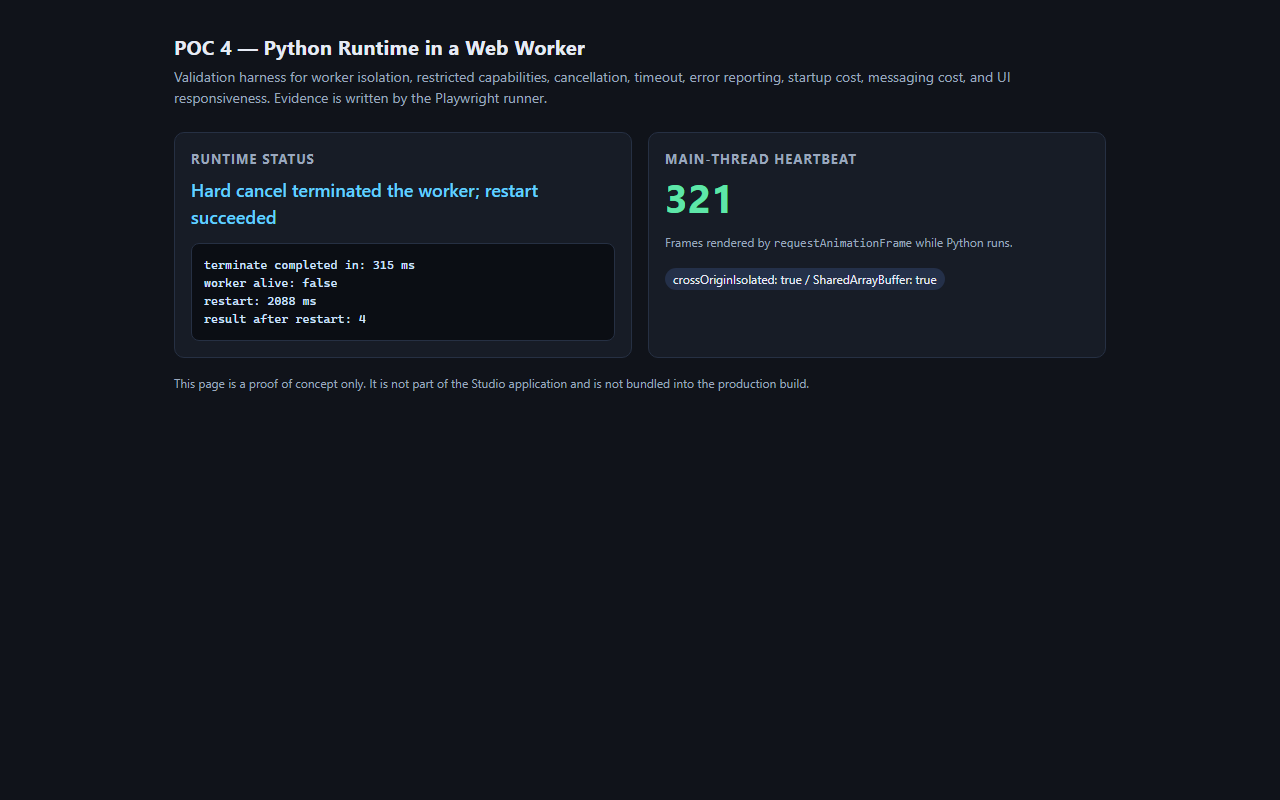 POC 4 — Python Runtime in a Web Worker
Validation harness for worker isolation, restricted capabilities, cancellation, timeout, error reporting, startup cost, messaging cost, and UI
responsiveness. Evidence is written by the Playwright runner.
RUNTIME STATUS
Hard cancel terminated the worker; restart
succeeded
terminate completed in: 315 ms
worker alive: false
restart: 2088 ms
result after restart: 4
MAIN-THREAD HEARTBEAT
321
Frames rendered by requestAnimationFrame while Python runs.
crossOriginIsolated: true / SharedArrayBuffer: true
This page is a proof of concept only. It is not part of the Studio application and is not bundled into the production build.